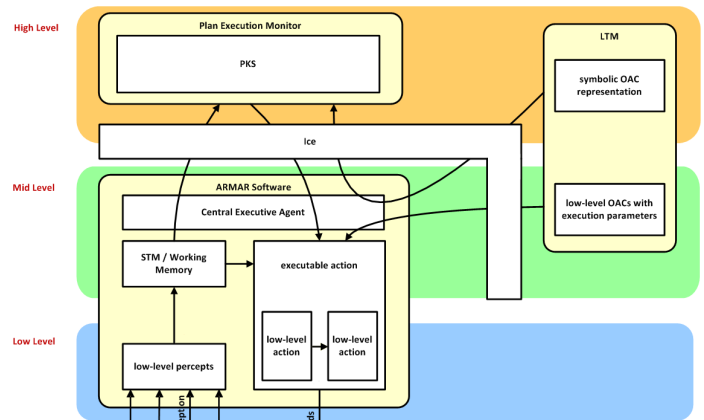 High Level
Plan Execution Monitor
PKS
LTM
symbolic OAC
representation
Ice
Mid Level
ARMAR Software
Central Executive Agent
low-level OACs with
execution parameters
STM / Working
Memory
executable action
low-level
action
low-level
action
Low Level
low-level percepts